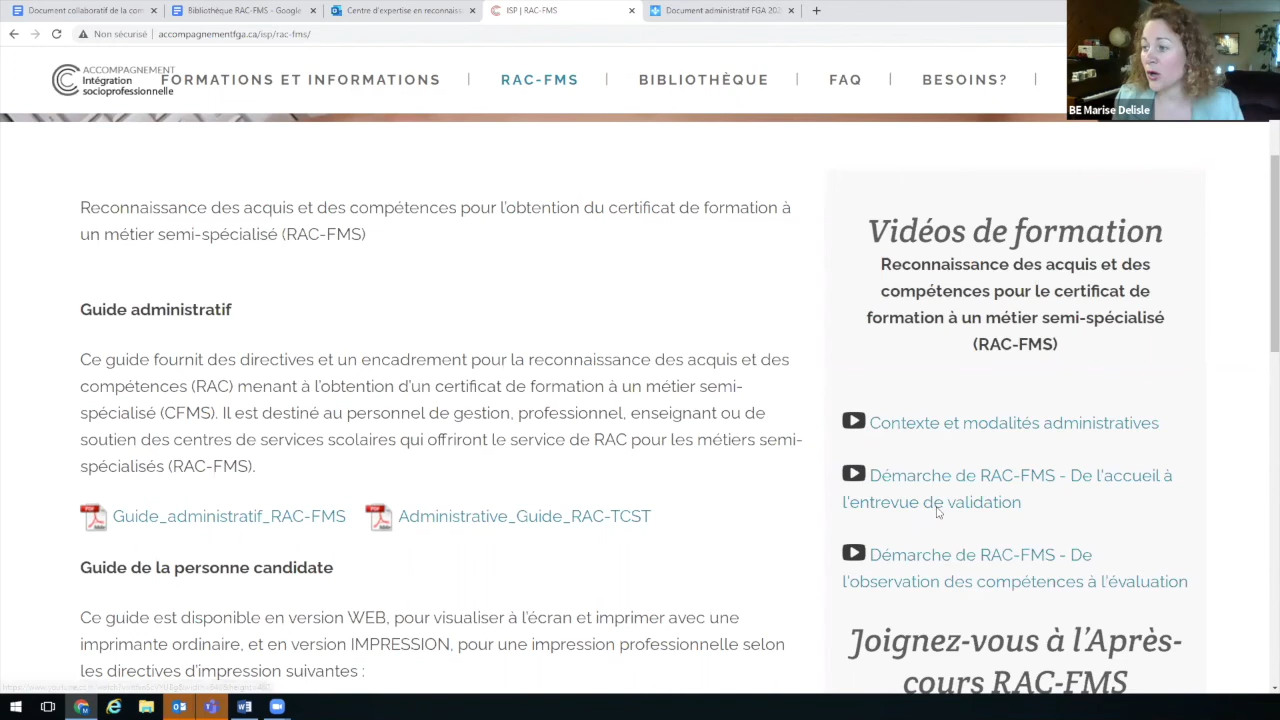 Document collaboratif de la com
Bibliothèque RAC-FMS - Google
Centre d'expertise en reconnaiss
ISP | RAC-FMS
Document administratif FGA 202
Non sécurisé
accompagnementfga.ca/isp/rac-fms/
ACCOMPAGNEMENT
Intégration
socioprofessionnelle
FORMATIONS ET INFORMATIONS
RAC-FMS
BIBLIOTHÈQUE
FAQ
BESOINS?
BE Marise Delisle
Reconnaissance des acquis et des compétences pour l'obtention du certificat de formation à
un métier semi-spécialisé (RAC-FMS)
Guide administratif
Ce guide fournit des directives et un encadrement pour la reconnaissance des acquis et des
compétences (RAC) menant à l'obtention d'un certificat de formation à un métier semi-
spécialisé (CFMS). Il est destiné au personnel de gestion, professionnel, enseignant ou de
soutien des centres de services scolaires qui offriront le service de RAC pour les métiers semi-
spécialisés (RAC-FMS).
Guide_administratif_RAC-FMS
Administrative_Guide_RAC-TCST
Guide de la personne candidate
Ce guide est disponible en version WEB, pour visualiser à l'écran et imprimer avec une
imprimante ordinaire, et en version IMPRESSION, pour une impression professionnelle selon
les directives d'impression suivantes :
Vidéos de formation
Reconnaissance des acquis et des
compétences pour le certificat de
formation à un métier semi-spécialisé
(RAC-FMS)
Contexte et modalités administratives
Démarche de RAC-FMS - De l'accueil à
l'entrevue de validation
Démarche de RAC-FMS - De
l'observation des compétences à l'évaluation
Joignez-vous à l'Après-
cours RAC-FMS